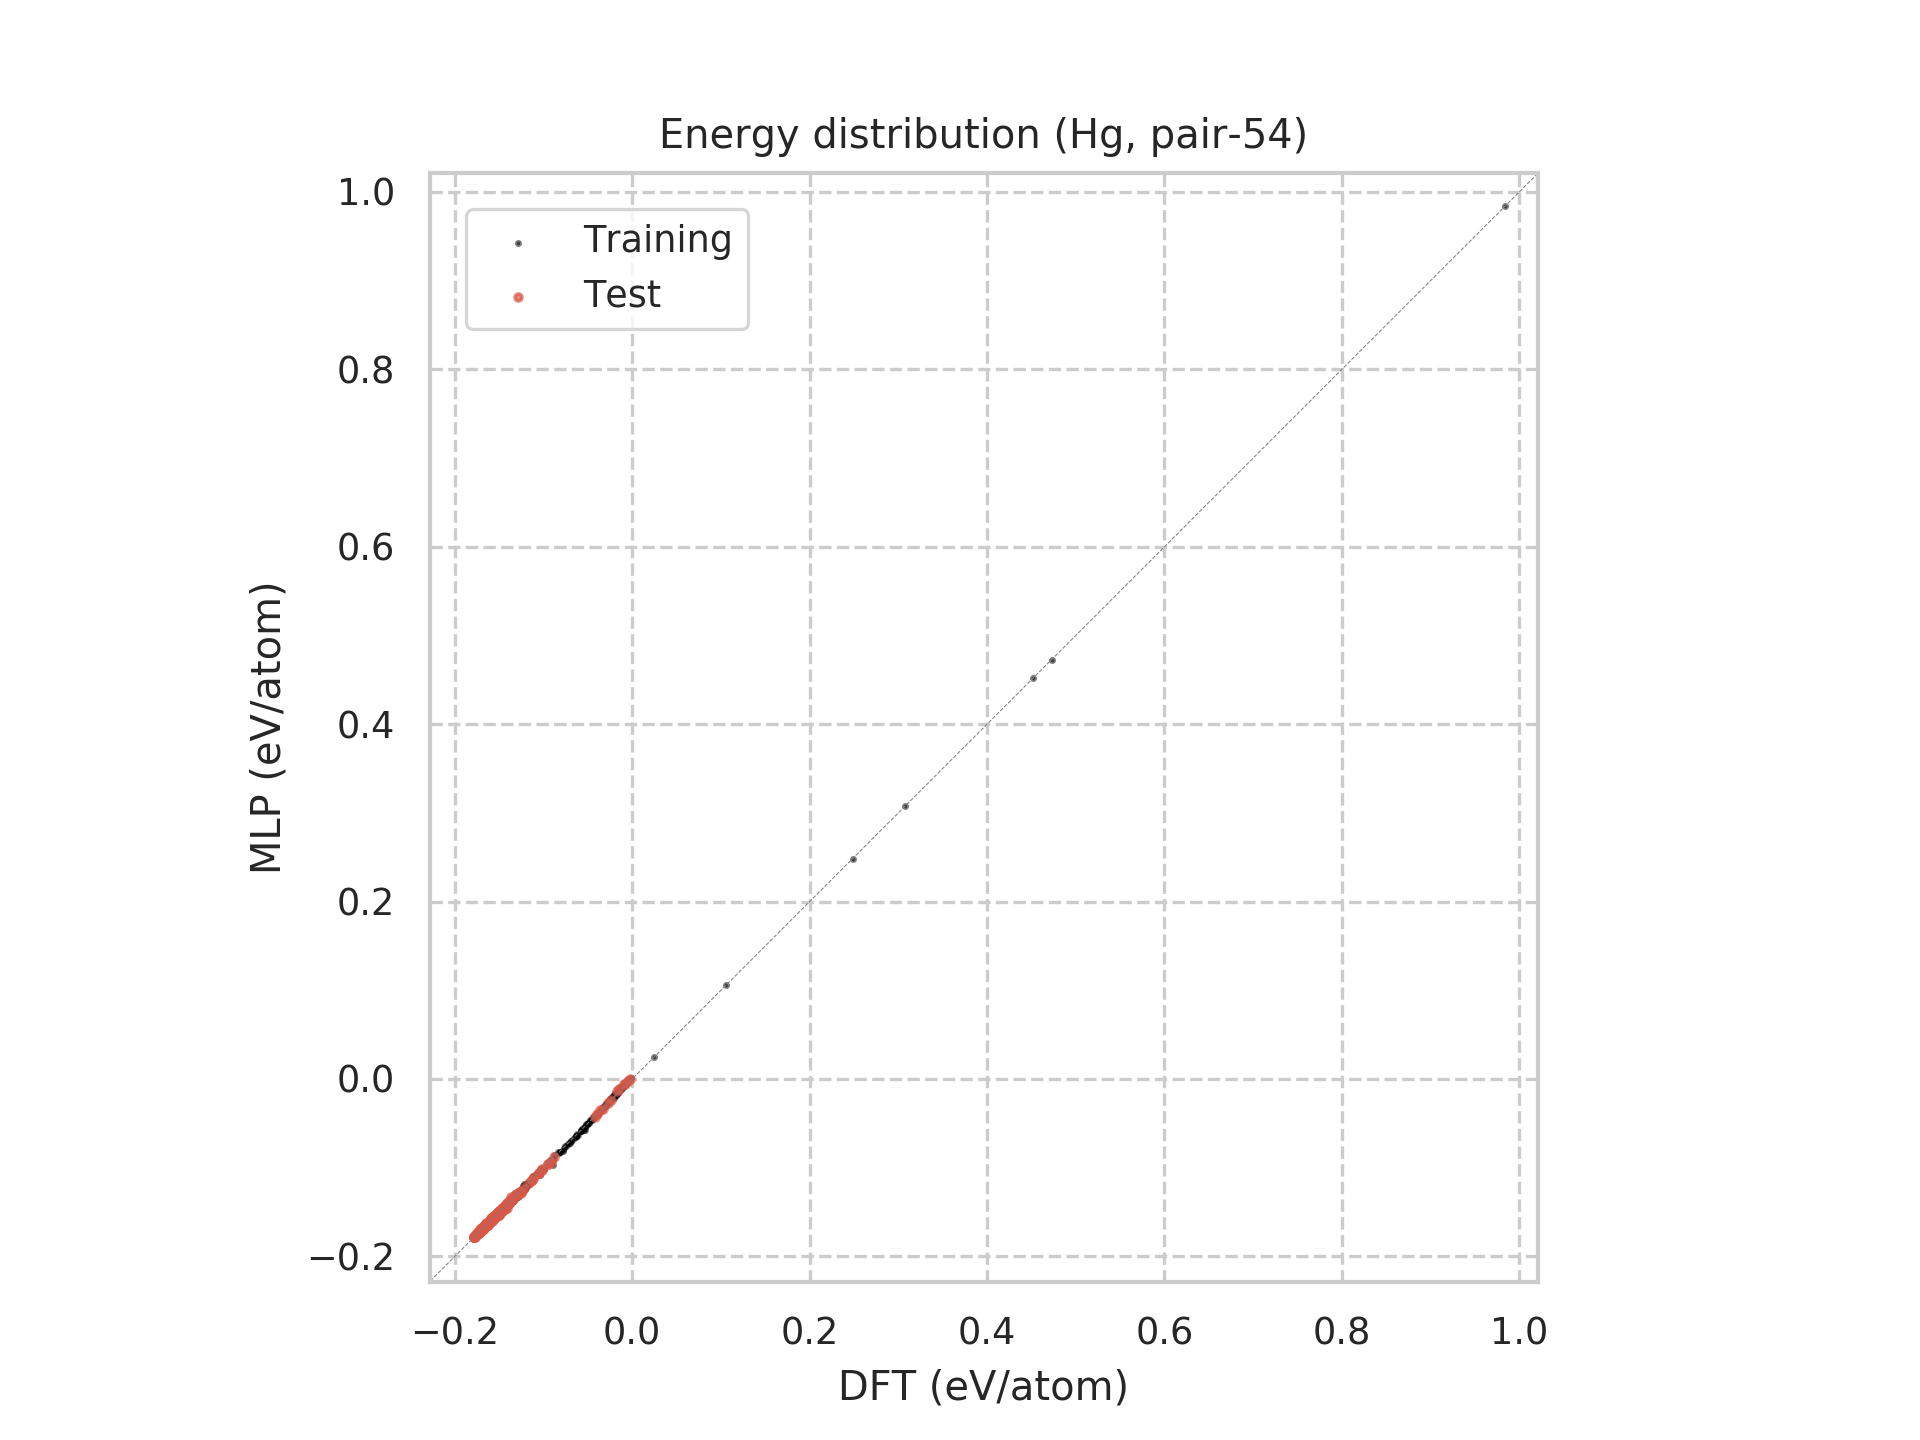 Energy distribution (Hg, pair-54)
Training
Test
1.0
0.8
0.6
0.4
0.2
0.0
−0.2
MLP (eV/atom)
−0.2 0.0 0.2 0.4 0.6 0.8 1.0
DFT (eV/atom)